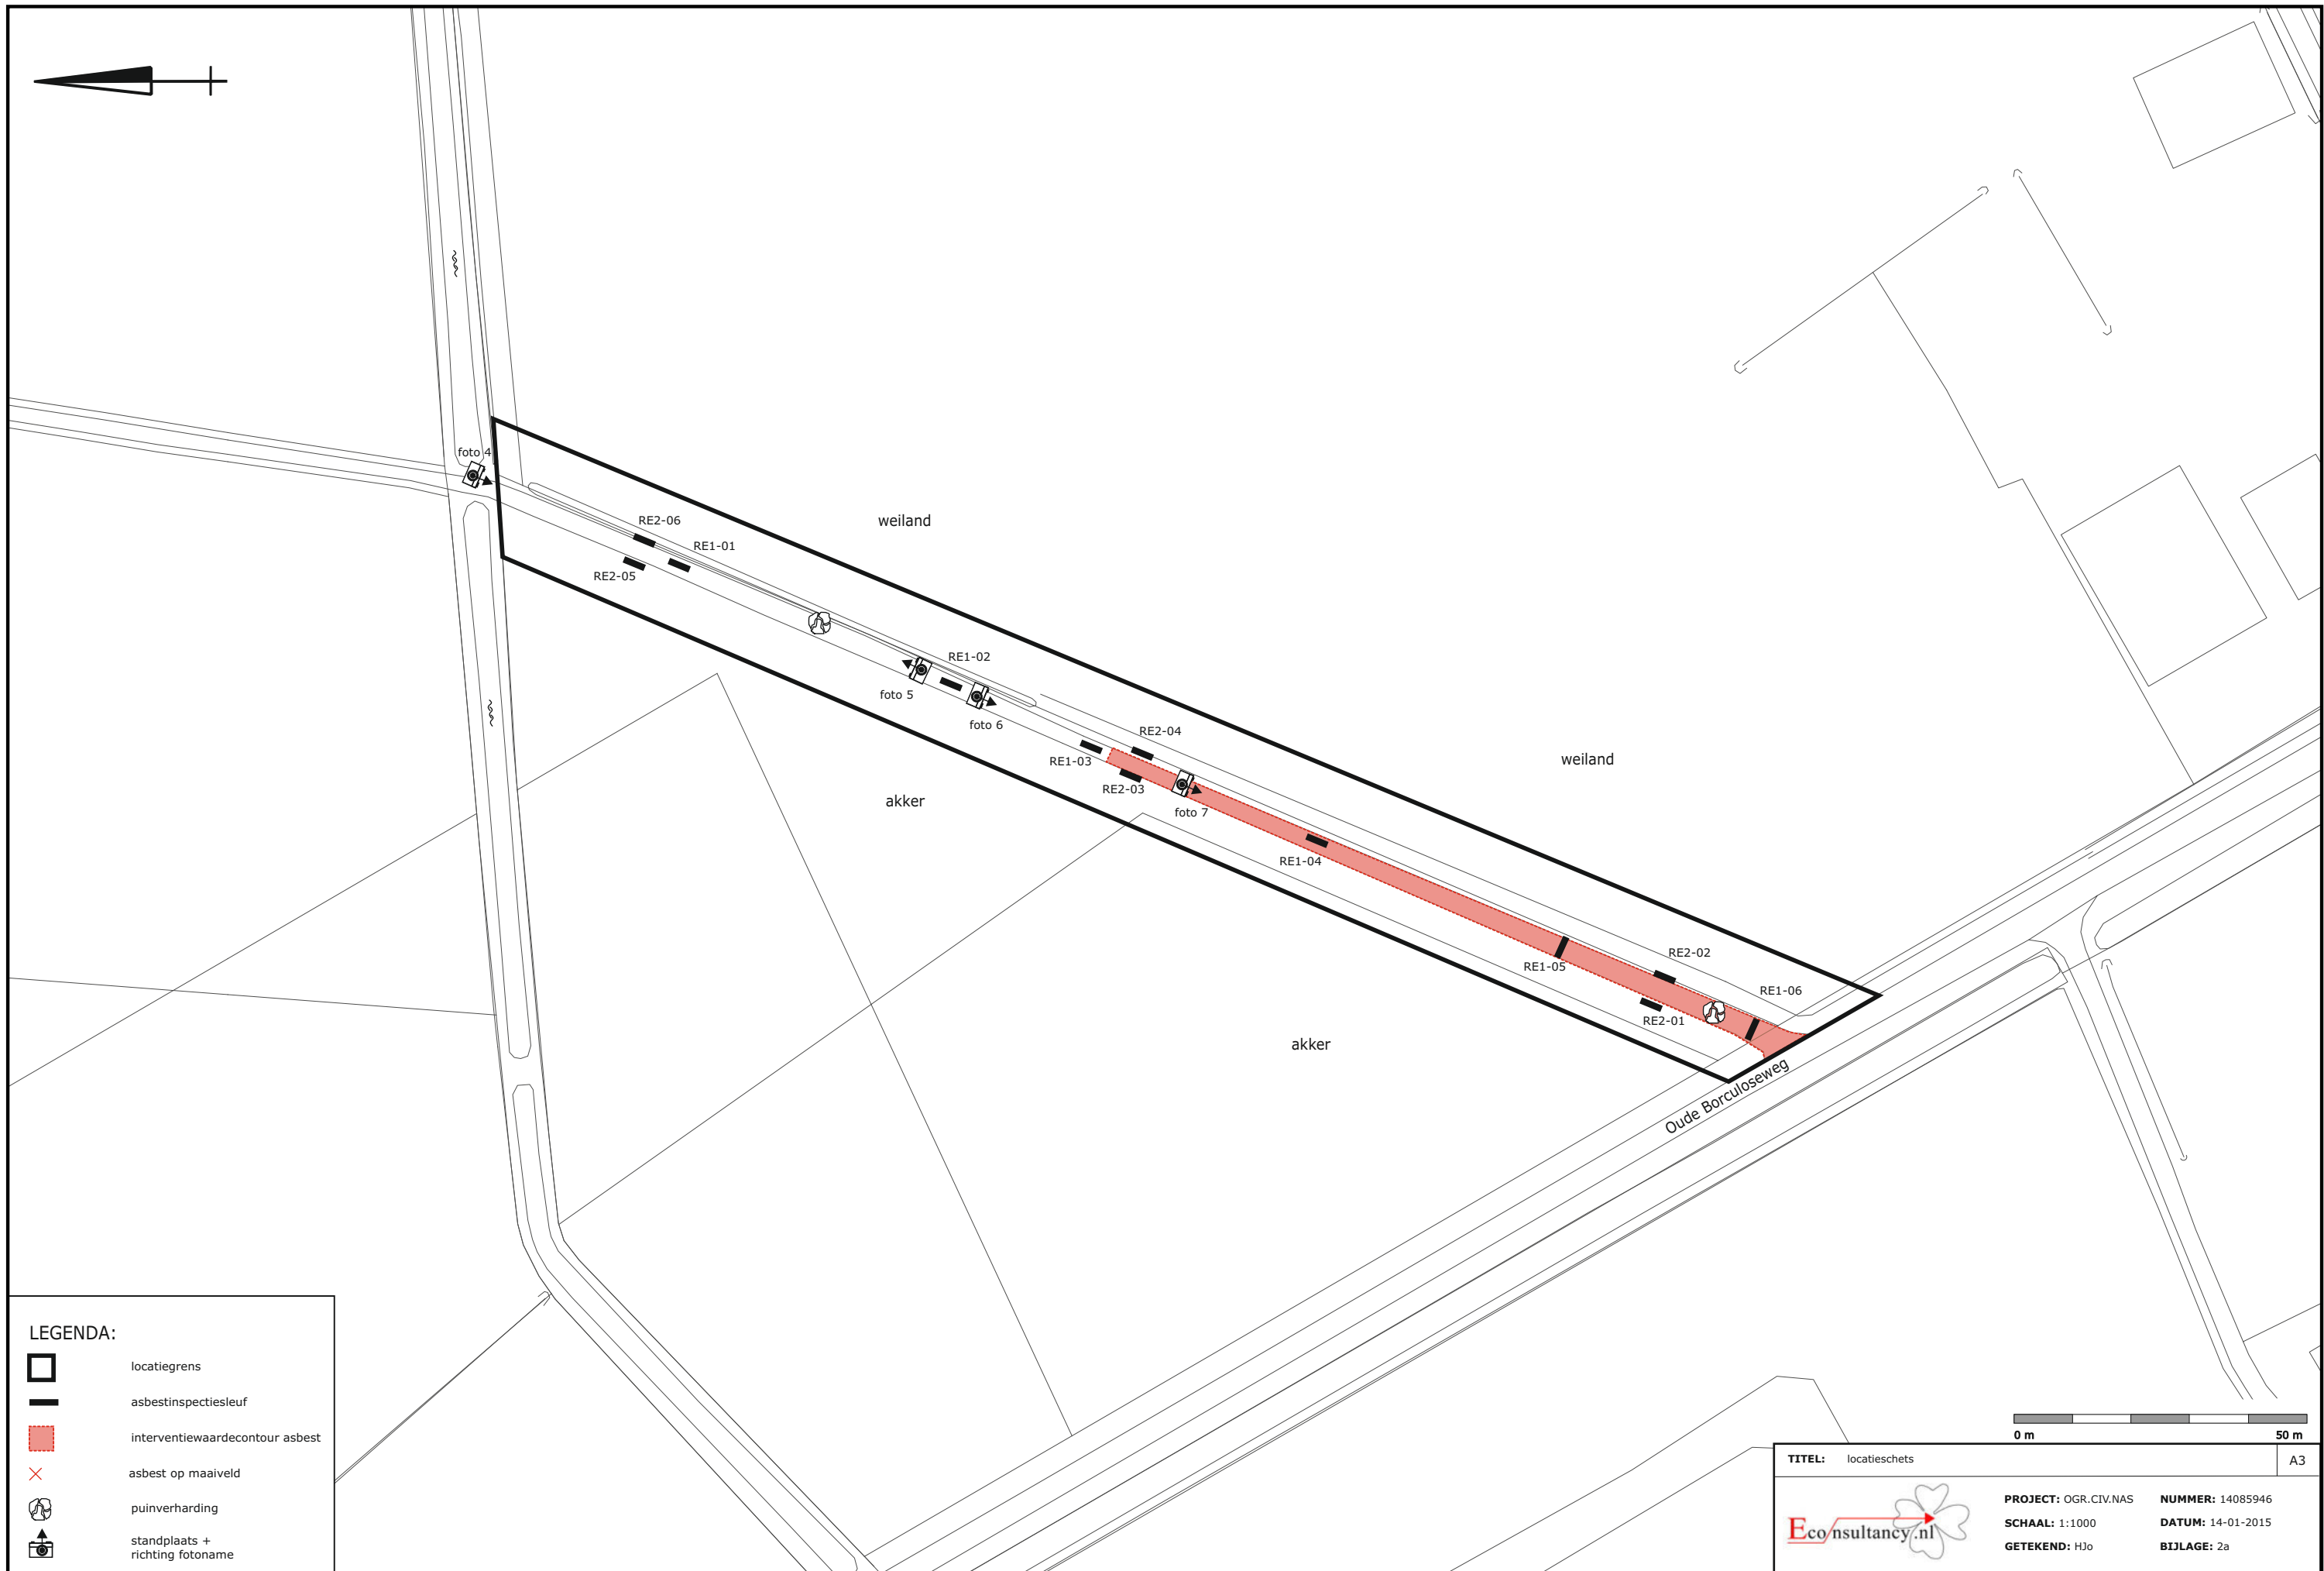 foto 4
RE2-06
weiland
RE1-01
RE2-05
RE1-02
foto 5
foto 6
RE2-04
RE1-03
weiland
RE2-03
akker
foto 7
RE1-04
RE2-02
RE1-05
RE1-06
RE2-01
akker
Oude Borculoseweg
LEGENDA:
locatiegrens
asbestinspectiesleuf
interventiewaardecontour asbest
asbest op maaiveld
puinverharding
standplaats +
richting fotoname
0 m 50 m
TITEL: locatieschets A3
Econsultancy.nl
PROJECT: OGR.CIV.NAS NUMMER: 14085946
SCHAAL: 1:1000 DATUM: 14-01-2015
GETEKEND: HJo BIJLAGE: 2a